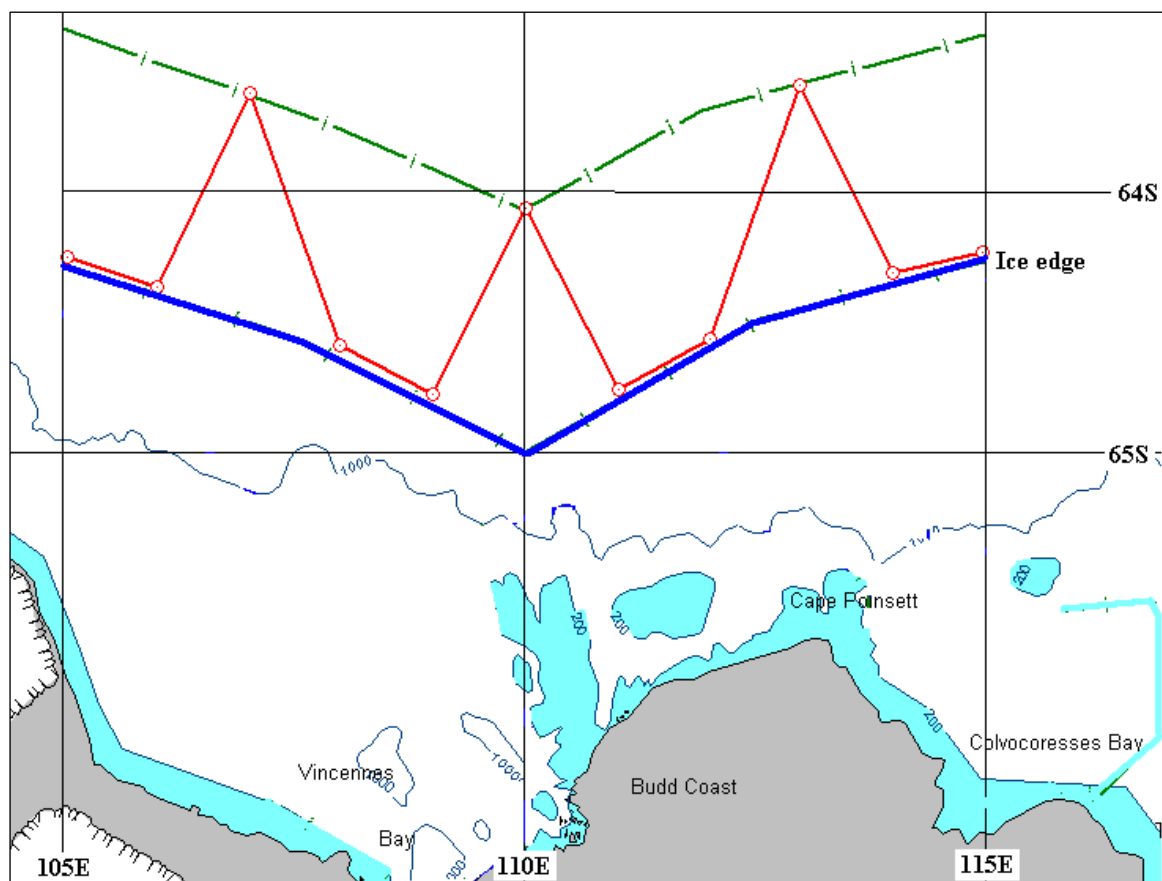 64S
Ice edge
65S
1000
200
Cape Poinsett
200
200
200
Colvocoresses Bay
Vincennes
1000
Budd Coast
Bay
105E
110E
115E